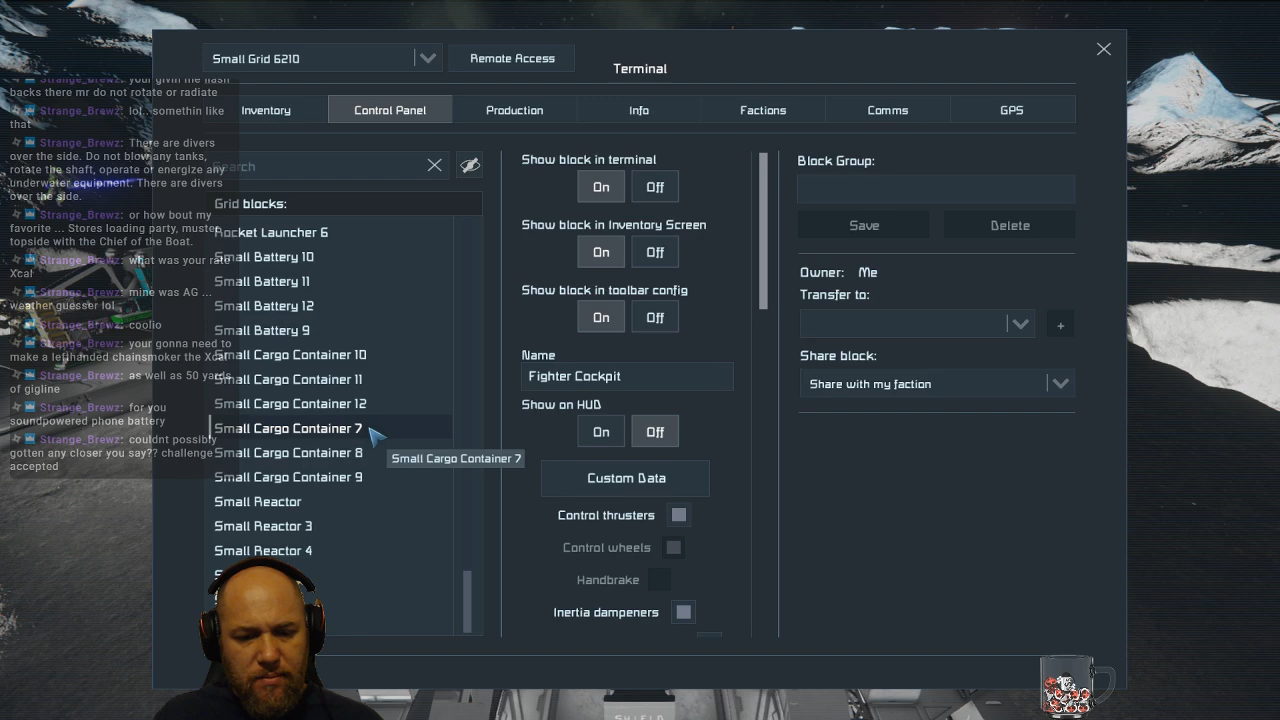 Small Grid 6210
Remote Access
Terminal
Inventory
Control Panel
Production
Info
Factions
Comms
GPS
Search
Grid blocks:
Rocket Launcher 6
Small Battery 10
Small Battery 11
Small Battery 12
Small Battery 9
Small Cargo Container 10
Small Cargo Container 11
Small Cargo Container 12
Small Cargo Container 7
Small Cargo Container 8
Small Cargo Container 9
Small Reactor
Small Reactor 3
Small Reactor 4
Small Cargo Container 7
Show block in terminal
On Off
Show block in Inventory Screen
On Off
Show block in toolbar config
On Off
Name
Fighter Cockpit
Show on HUD
On Off
Custom Data
Control thrusters
Control wheels
Handbrake
Inertia dampeners
Block Group:
Save
Delete
Owner: Me
Transfer to:
+
Share block:
Share with my faction
Strange_Brewz: your givin me flash
backs there mr do not rotate or radiate
Strange_Brewz: lol.. somethin like
that
Strange_Brewz: There are divers
over the side. Do not blow any tanks,
rotate the shaft, operate or energize any
underwater equipment. There are divers
over the side.
Strange_Brewz: or how bout my
favorite ... Stores loading party, muster
topside with the Chief of the Boat.
Strange_Brewz: what was your rate
Xcal
Strange_Brewz: mine was AG ...
weather guesser lol
Strange_Brewz: coolio
Strange_Brewz: your gonna need to
make a lefthanded chainsmoker the Xcal
Strange_Brewz: as well as 50 yards
of gigline
Strange_Brewz: for you
soundpowered phone battery
Strange_Brewz: couldnt possibly
gotten any closer you say?? challenge
accepted
SHIELD